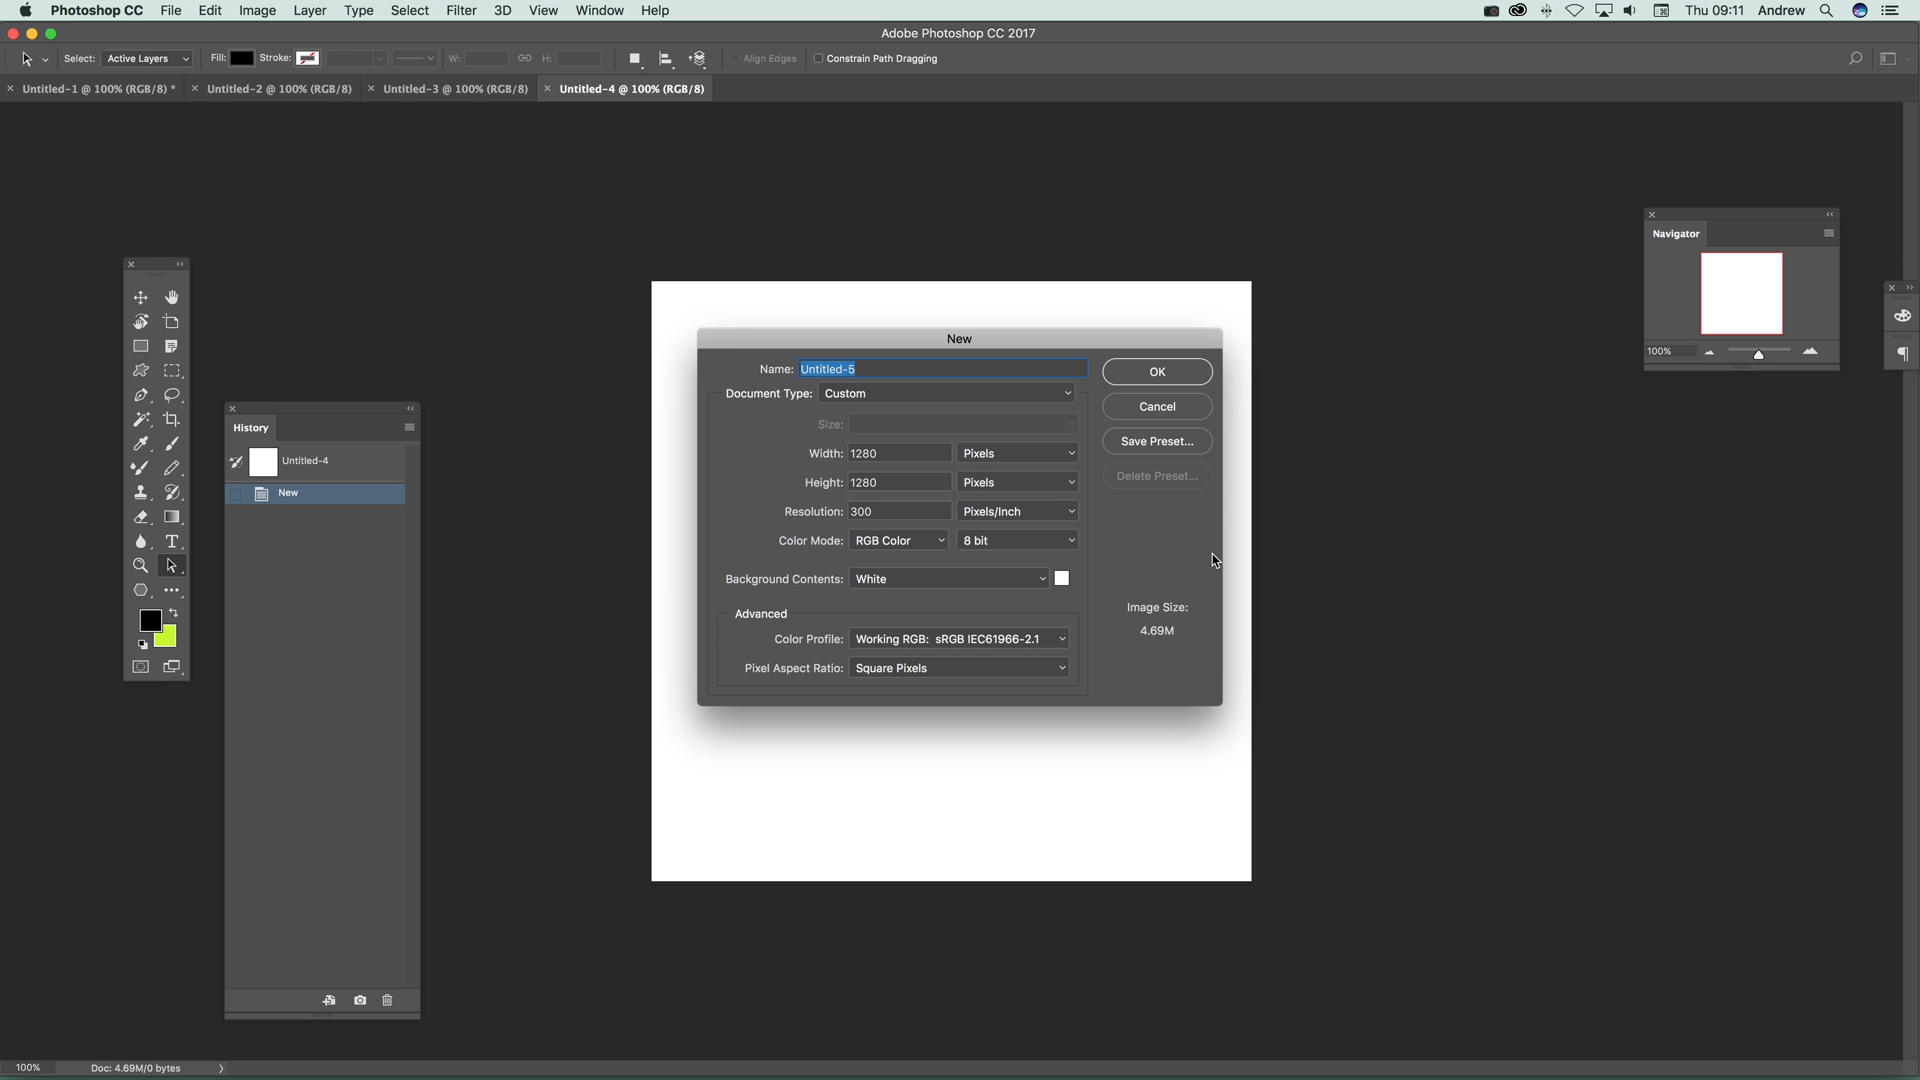 Photoshop CC File Edit Image Layer Type Select Filter 3D View Window Help Thu 09:11 Andrew
Adobe Photoshop CC 2017
Select: Active Layers Fill: Stroke: W: H: Align Edges Constrain Path Dragging
Untitled-1 @ 100% (RGB/8) * Untitled-2 @ 100% (RGB/8) Untitled-3 @ 100% (RGB/8) Untitled-4 @ 100% (RGB/8)
Navigator
100%
History
Untitled-4
New
New
Name: Untitled-5
Document Type: Custom
Size:
Width: 1280 Pixels
Height: 1280 Pixels
Resolution: 300 Pixels/Inch
Color Mode: RGB Color 8 bit
Background Contents: White
Advanced
Color Profile: Working RGB: sRGB IEC61966-2.1
Pixel Aspect Ratio: Square Pixels
OK
Cancel
Save Preset...
Delete Preset...
Image Size:
4.69M
100% Doc: 4.69M/0 bytes